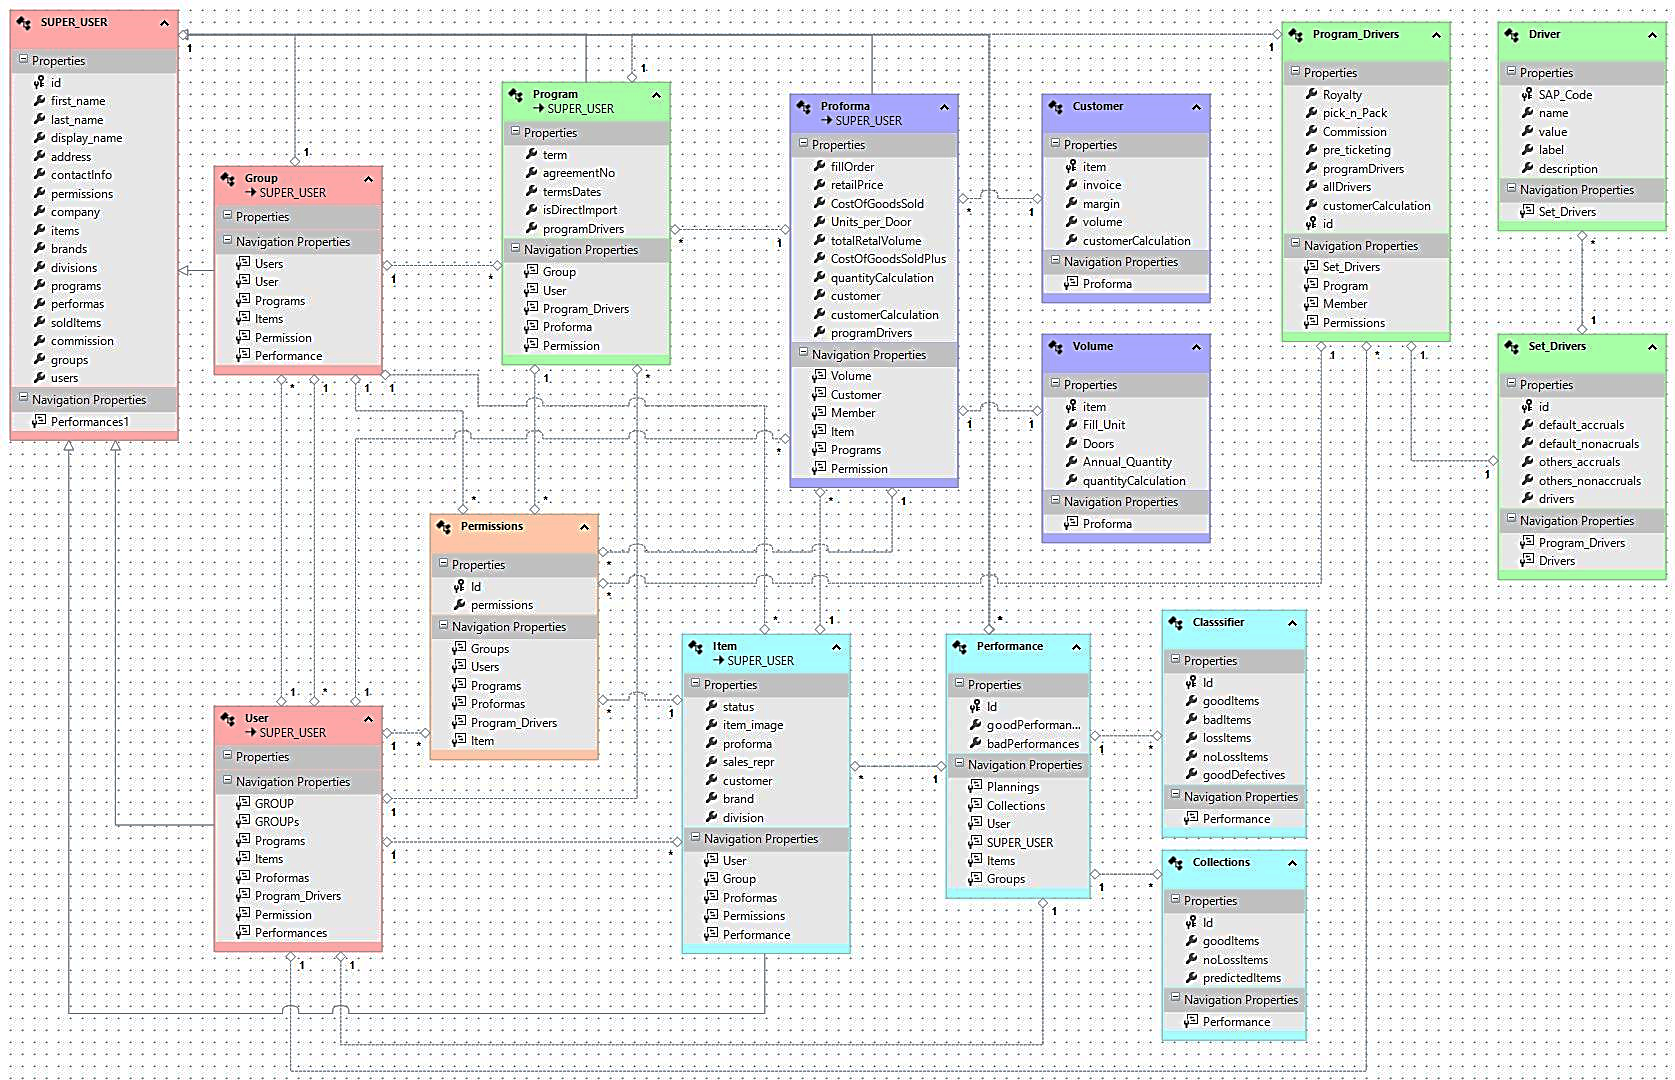 SUPER_USER
Properties
id
first_name
last_name
display_name
address
contactInfo
permissions
company
items
brands
divisions
programs
performas
soldItems
commission
groups
users
Navigation Properties
Performances1
Group
SUPER_USER
Properties
Navigation Properties
Users
User
Programs
Items
Permission
Performance
Program
SUPER_USER
Properties
term
agreementNo
termsDates
isDirectImport
programDrivers
Navigation Properties
Group
User
Program_Drivers
Proforma
Permission
Proforma
SUPER_USER
Properties
fillOrder
retailPrice
CostOfGoodsSold
Units_per_Door
totalRetalVolume
CostOfGoodsSoldPlus
quantityCalculation
customer
customerCalculation
programDrivers
Navigation Properties
Volume
Customer
Member
Item
Programs
Permission
Customer
Properties
item
invoice
margin
volume
customerCalculation
Navigation Properties
Proforma
Volume
Properties
item
Fill_Unit
Doors
Annual_Quantity
quantityCalculation
Navigation Properties
Proforma
Program_Drivers
Properties
Royalty
pick_n_Pack
Commission
pre_ticketing
programDrivers
allDrivers
customerCalculation
id
Navigation Properties
Set_Drivers
Program
Member
Permissions
Driver
Properties
SAP_Code
name
value
label
description
Navigation Properties
Set_Drivers
Set_Drivers
Properties
id
default_accruals
default_nonacruals
others_accruals
others_nonaccruals
drivers
Navigation Properties
Program_Drivers
Drivers
Permissions
Properties
Id
permissions
Navigation Properties
Groups
Users
Programs
Proformas
Program_Drivers
Item
User
SUPER_USER
Properties
Navigation Properties
GROUP
GROUPs
Programs
Items
Proformas
Program_Drivers
Permission
Performances
Item
SUPER_USER
Properties
status
item_image
proforma
sales_repr
customer
brand
division
Navigation Properties
User
Group
Proformas
Permissions
Performance
Performance
Properties
Id
goodPerforman...
badPerformances
Navigation Properties
Plannings
Collections
User
SUPER_USER
Items
Groups
Classsifier
Properties
Id
goodItems
badItems
lossItems
noLossItems
goodDefectives
Navigation Properties
Performance
Collections
Properties
Id
goodItems
noLossItems
predictedItems
Navigation Properties
Performance